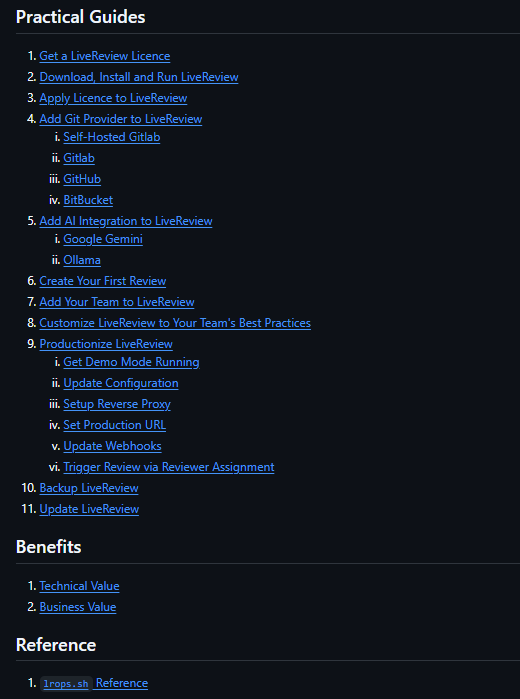 Practical Guides
1. Get a LiveReview Licence
2. Download, Install and Run LiveReview
3. Apply Licence to LiveReview
4. Add Git Provider to LiveReview
i. Self-Hosted Gitlab
ii. Gitlab
iii. GitHub
iv. BitBucket
5. Add AI Integration to LiveReview
i. Google Gemini
ii. Ollama
6. Create Your First Review
7. Add Your Team to LiveReview
8. Customize LiveReview to Your Team's Best Practices
9. Productionize LiveReview
i. Get Demo Mode Running
ii. Update Configuration
iii. Setup Reverse Proxy
iv. Set Production URL
v. Update Webhooks
vi. Trigger Review via Reviewer Assignment
10. Backup LiveReview
11. Update LiveReview
Benefits
1. Technical Value
2. Business Value
Reference
1. lrops.sh Reference